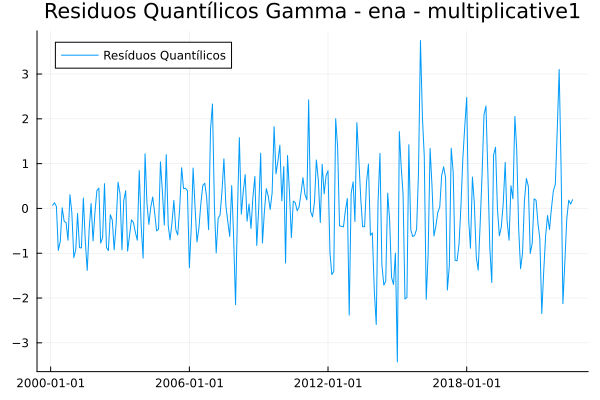 Residuos Quantílicos Gamma - ena - multiplicative1
Resíduos Quantílicos
3
2
1
0
−1
−2
−3
2000-01-01 2006-01-01 2012-01-01 2018-01-01